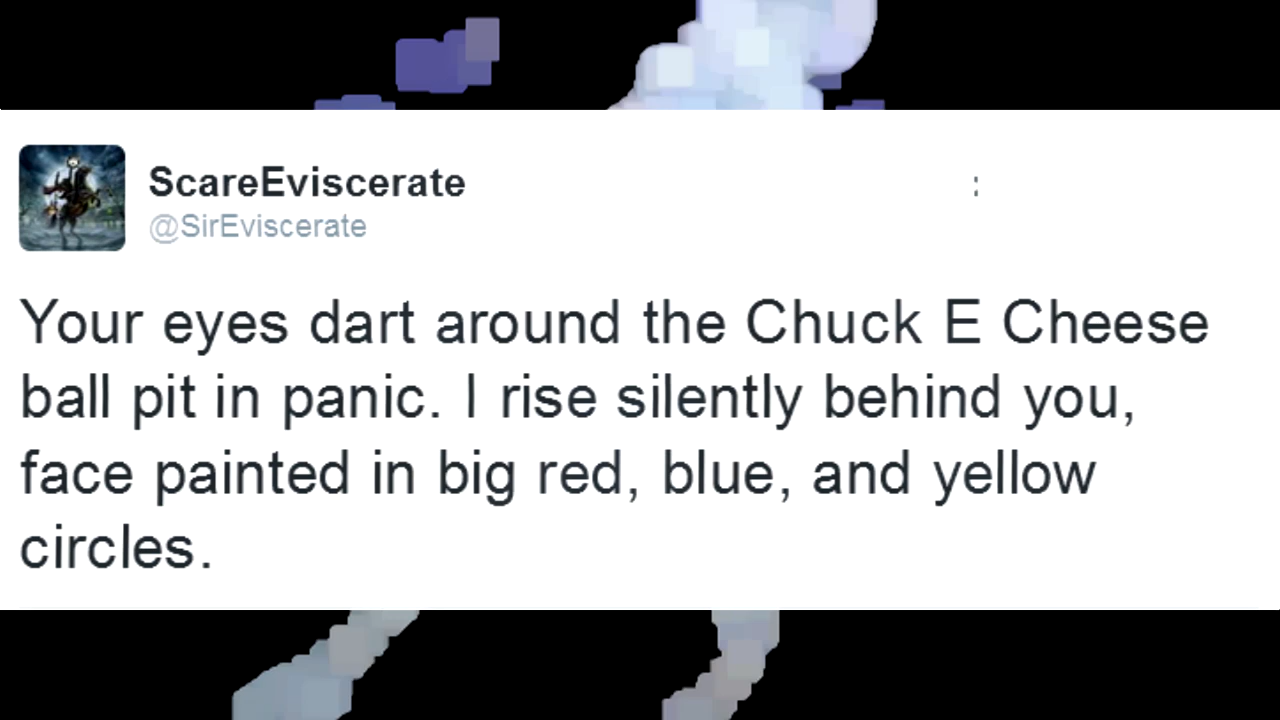 ScareEviscerate
:
@SirEviscerate
Your eyes dart around the Chuck E Cheese
ball pit in panic. I rise silently behind you,
face painted in big red, blue, and yellow
circles.